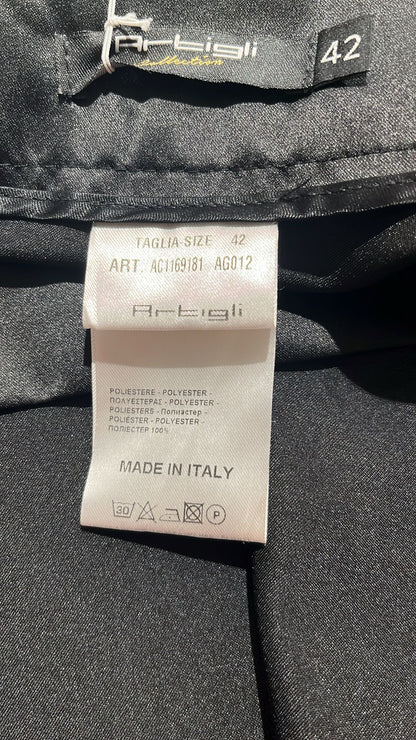 Artigli
collection
42
TAGLIA-SIZE 42
ART. AC1169181 AG012
Artigli
POLIESTERE - POLYESTER -
ΠΟΛΥΕΣΤΕΡΑΣ - POLYESTER -
POLIESTERS - Полиэстер -
POLIESTER - POLYESTER -
ПОЛІЕСТЕР 100%
MADE IN ITALY
30 P